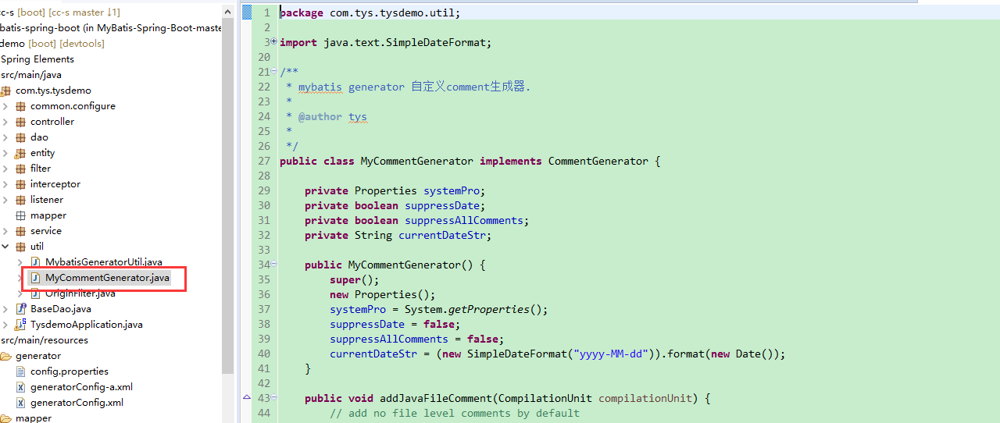 cc-s [boot] [cc-s master ↓1]
batis-spring-boot (in MyBatis-Spring-Boot-maste
demo [boot] [devtools]
Spring Elements
src/main/java
com.tys.tysdemo
common.configure
controller
dao
entity
filter
interceptor
listener
mapper
service
util
MybatisGeneratorUtil.java
MyCommentGenerator.java
OriginFilter.java
BaseDao.java
TysdemoApplication.java
src/main/resources
generator
config.properties
generatorConfig-a.xml
generatorConfig.xml
mapper
1 package com.tys.tysdemo.util;
2
3 import java.text.SimpleDateFormat;
20
21 /**
22 * mybatis generator 自定义comment生成器.
23 *
24 * @author tys
25 *
26 */
27 public class MyCommentGenerator implements CommentGenerator {
28
29 private Properties systemPro;
30 private boolean suppressDate;
31 private boolean suppressAllComments;
32 private String currentDateStr;
33
34 public MyCommentGenerator() {
35 super();
36 new Properties();
37 systemPro = System.getProperties();
38 suppressDate = false;
39 suppressAllComments = false;
40 currentDateStr = (new SimpleDateFormat("yyyy-MM-dd")).format(new Date());
41 }
42
43 public void addJavaFileComment(CompilationUnit compilationUnit) {
44 // add no file level comments by default